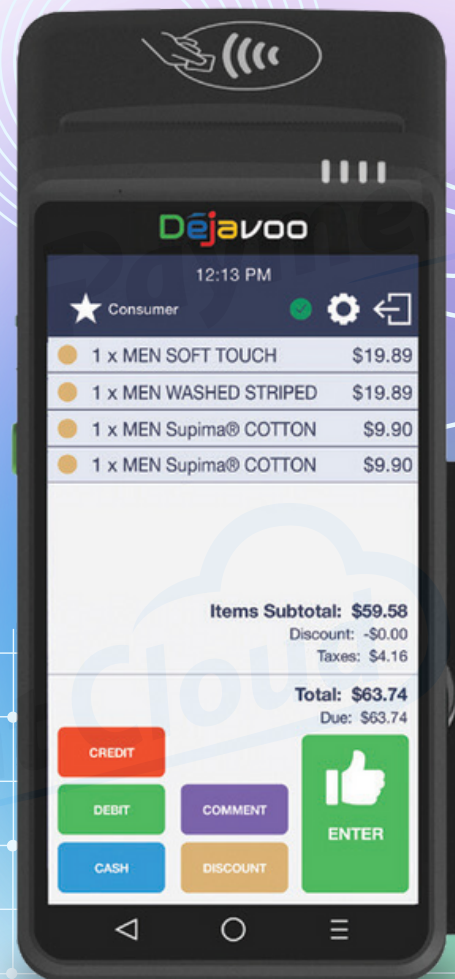 Dejavoo
12:13 PM
Consumer
1 x MEN SOFT TOUCH $19.89
1 x MEN WASHED STRIPED $19.89
1 x MEN Supima® COTTON $9.90
1 x MEN Supima® COTTON $9.90
Items Subtotal: $59.58
Discount: -$0.00
Taxes: $4.16
Total: $63.74
Due: $63.74
CREDIT
DEBIT
COMMENT
ENTER
CASH
DISCOUNT
Cloud